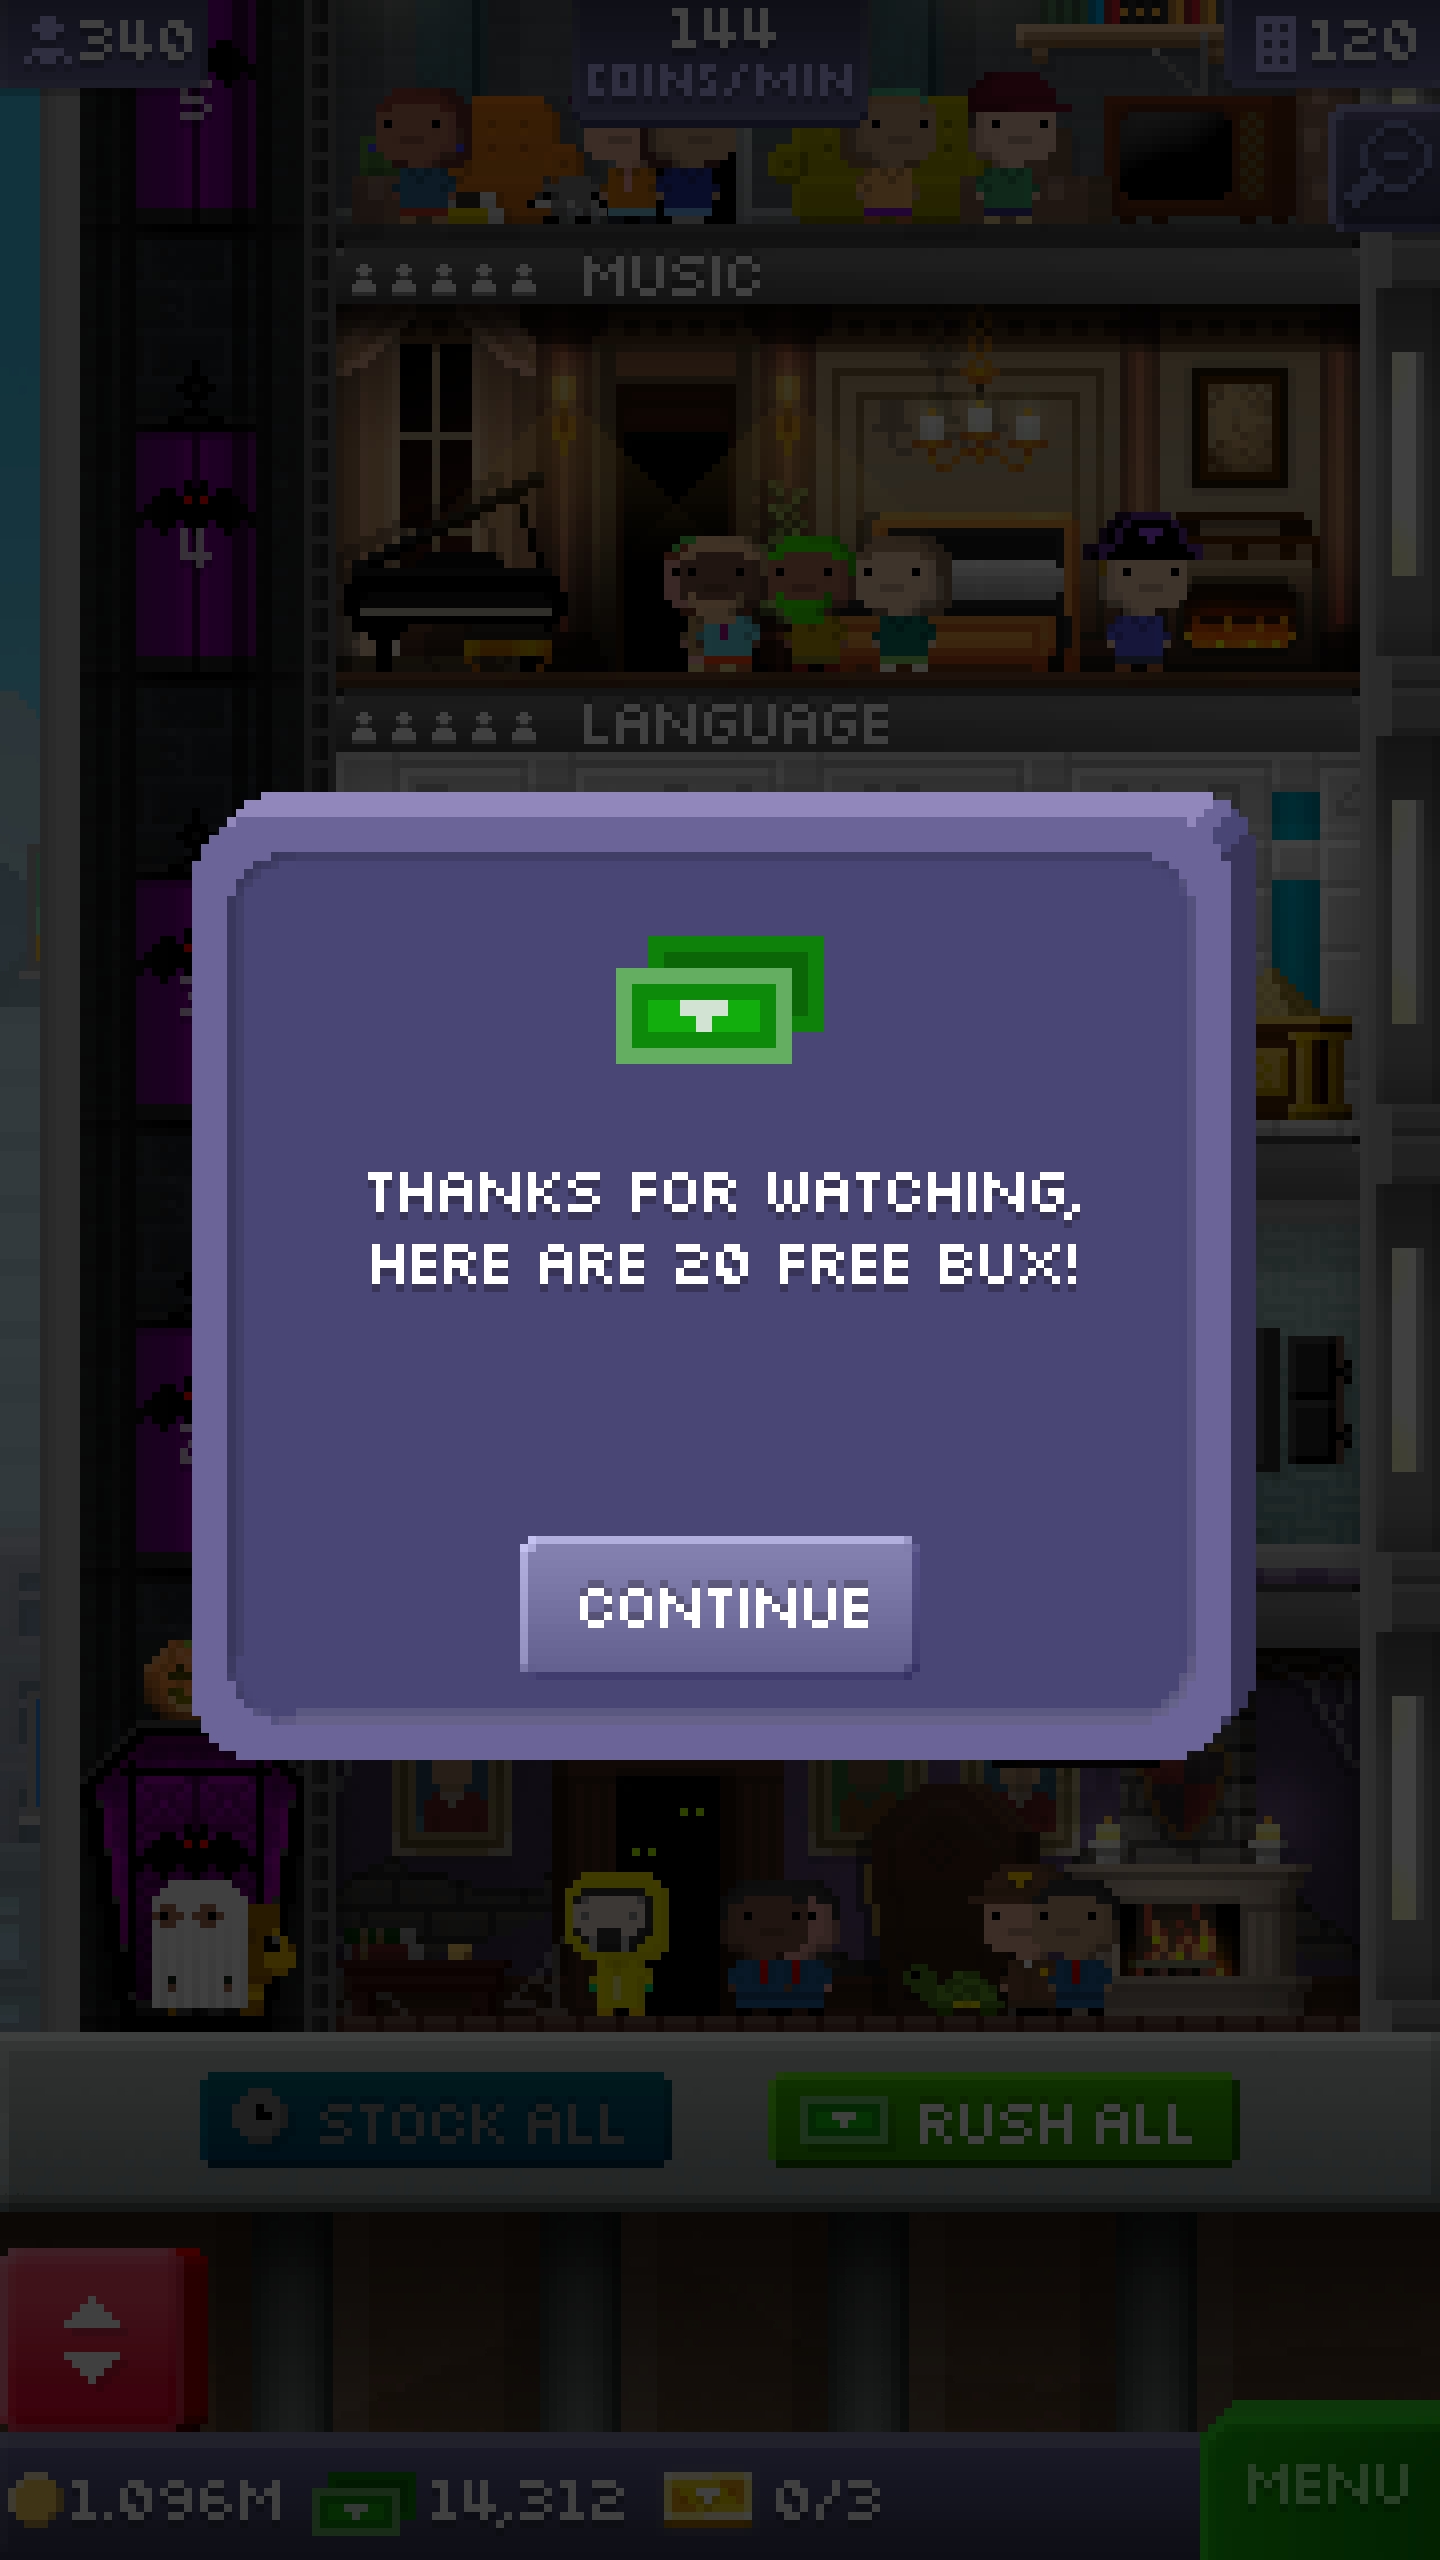 340
144
COINS/MIN
120
5
MUSIC
4
LANGUAGE
THANKS FOR WATCHING,
HERE ARE 20 FREE BUX!
CONTINUE
STOCK ALL
RUSH ALL
1.096M
14,312
0/3
MENU